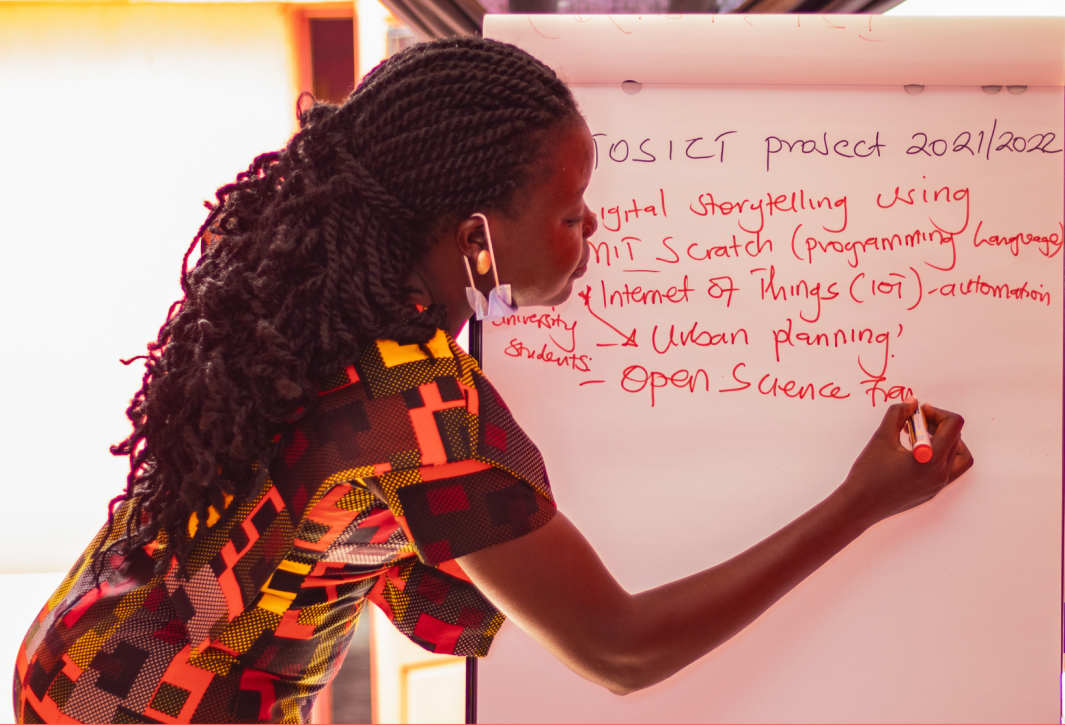 TOSICT project 2021/2022
igital storytelling using
MIT Scratch (programming Language)
Internet Of Things (IOT) - automation
University
students:
→ Urban planning!
- Open Science Fra